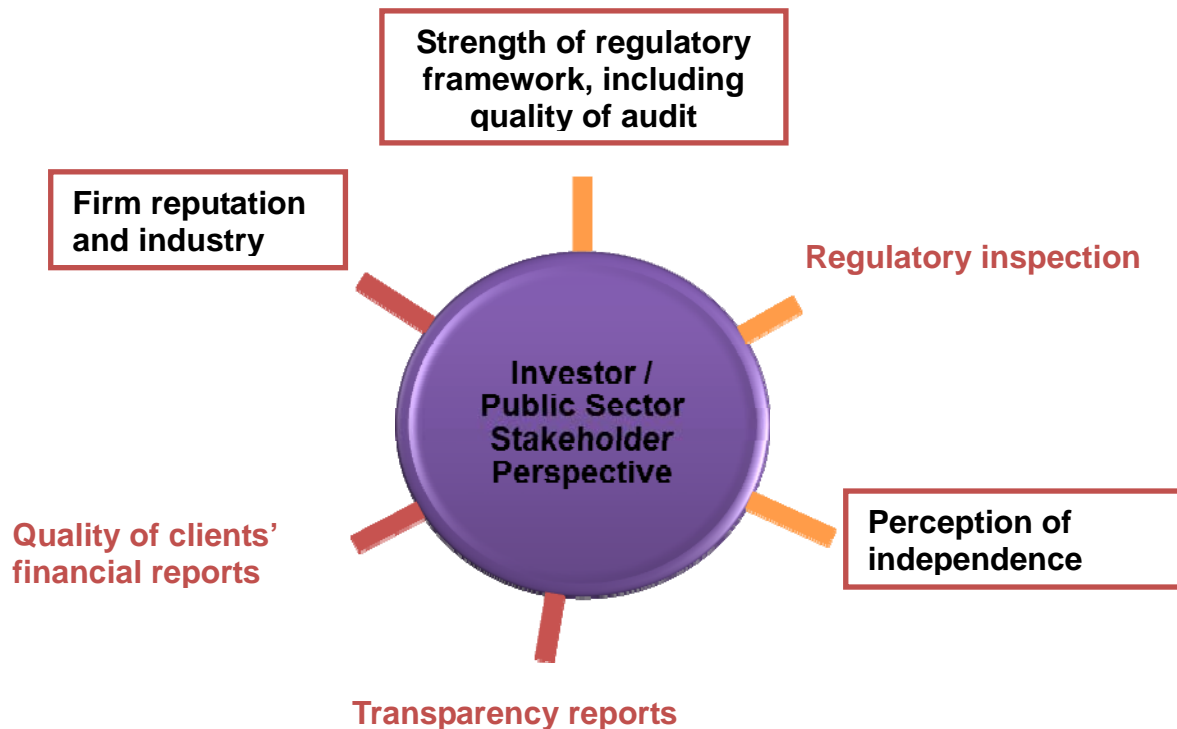 Strength of regulatory
framework, including
quality of audit
Firm reputation
and industry
Regulatory inspection
Investor /
Public Sector
Stakeholder
Perspective
Perception of
independence
Quality of clients’
financial reports
Transparency reports